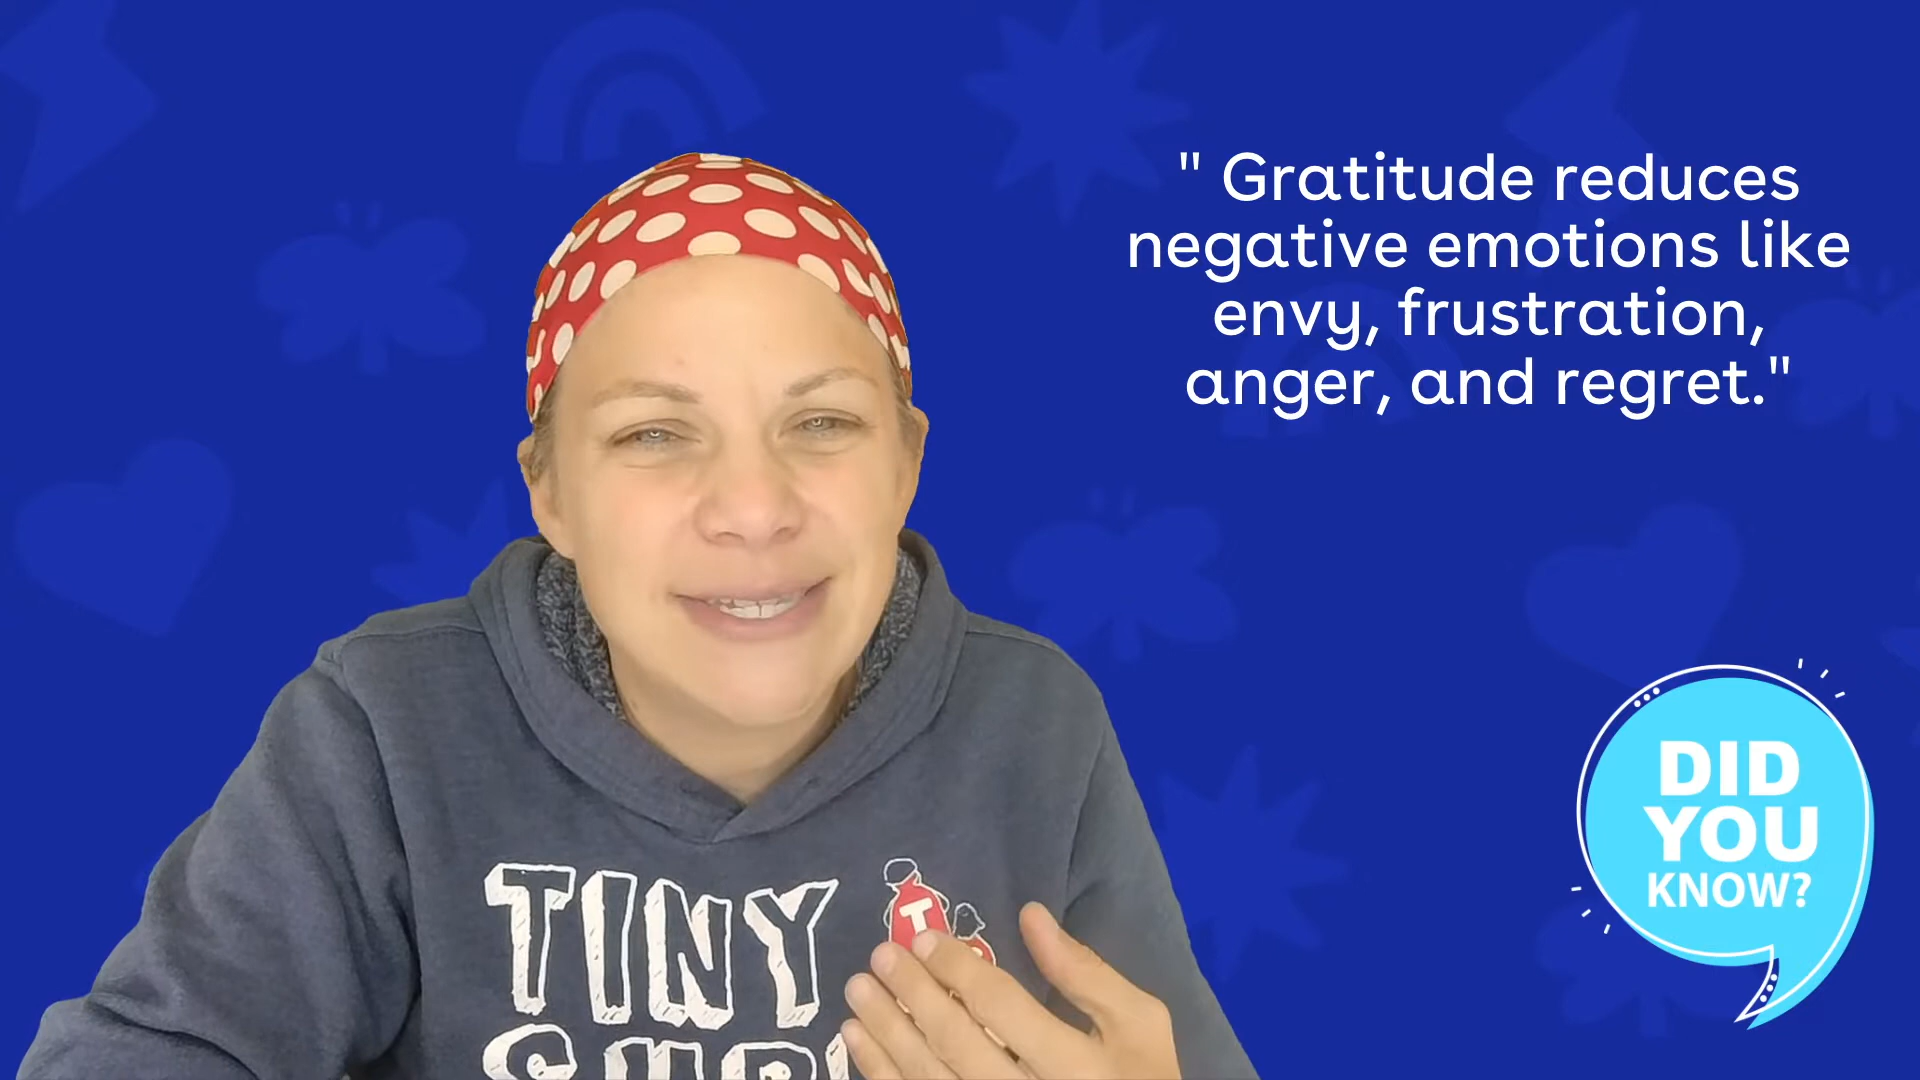 " Gratitude reduces
negative emotions like
envy, frustration,
anger, and regret."
DID
YOU
KNOW?
TINY
T